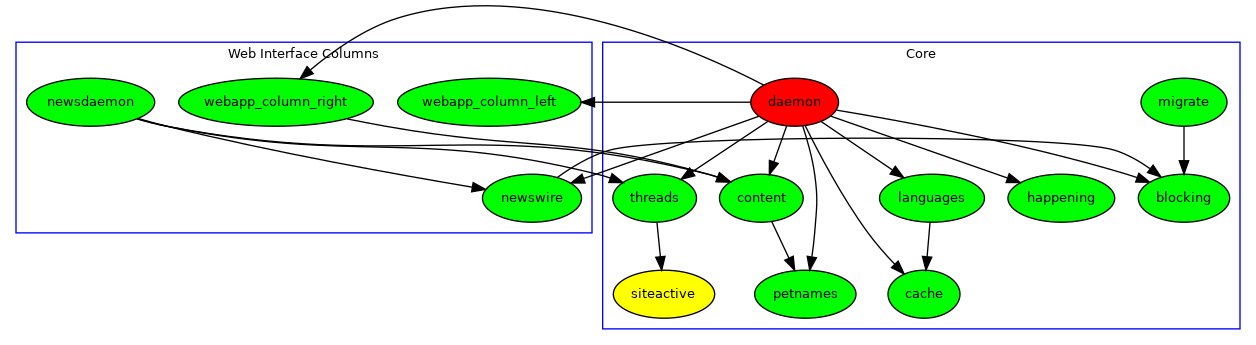 Web Interface Columns
Core
newsdaemon
webapp_column_right
webapp_column_left
daemon
migrate
newswire
threads
content
languages
happening
blocking
siteactive
petnames
cache